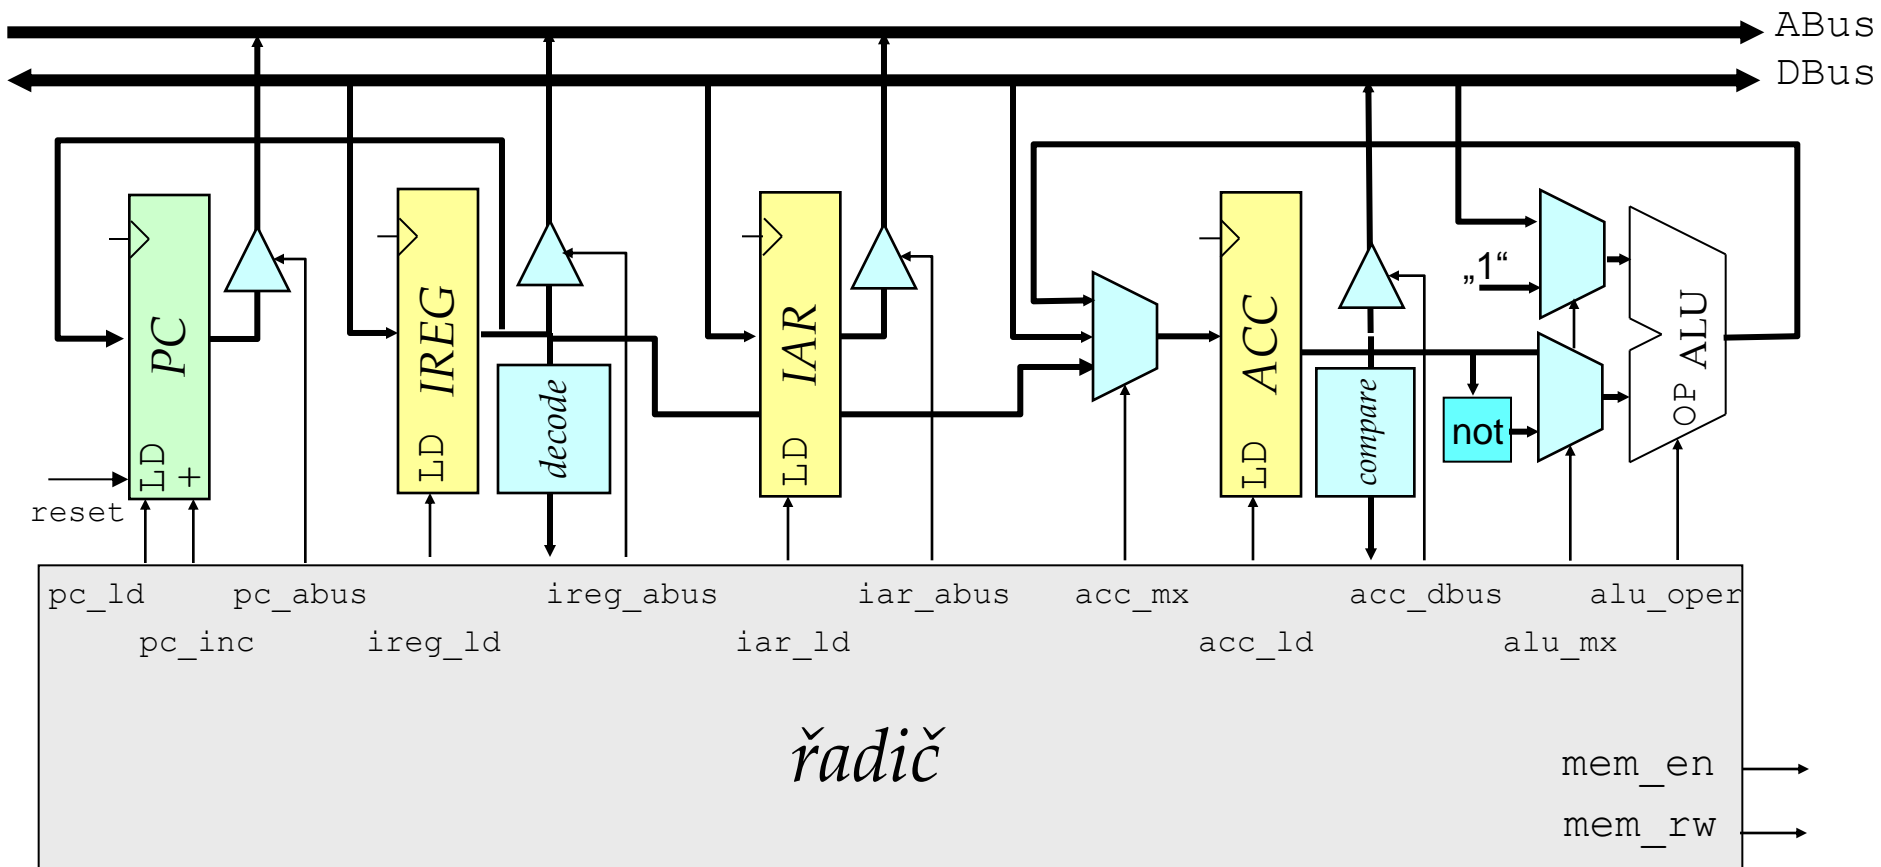 ABus
DBus
„1“
PC
LD
+
IREG
LD
decode
IAR
LD
ACC
LD
compare
not
ALU
OP
reset
pc_ld
pc_abus
ireg_abus
iar_abus
acc_mx
acc_dbus
alu_oper
pc_inc
ireg_ld
iar_ld
acc_ld
alu_mx
řadič
mem_en
mem_rw